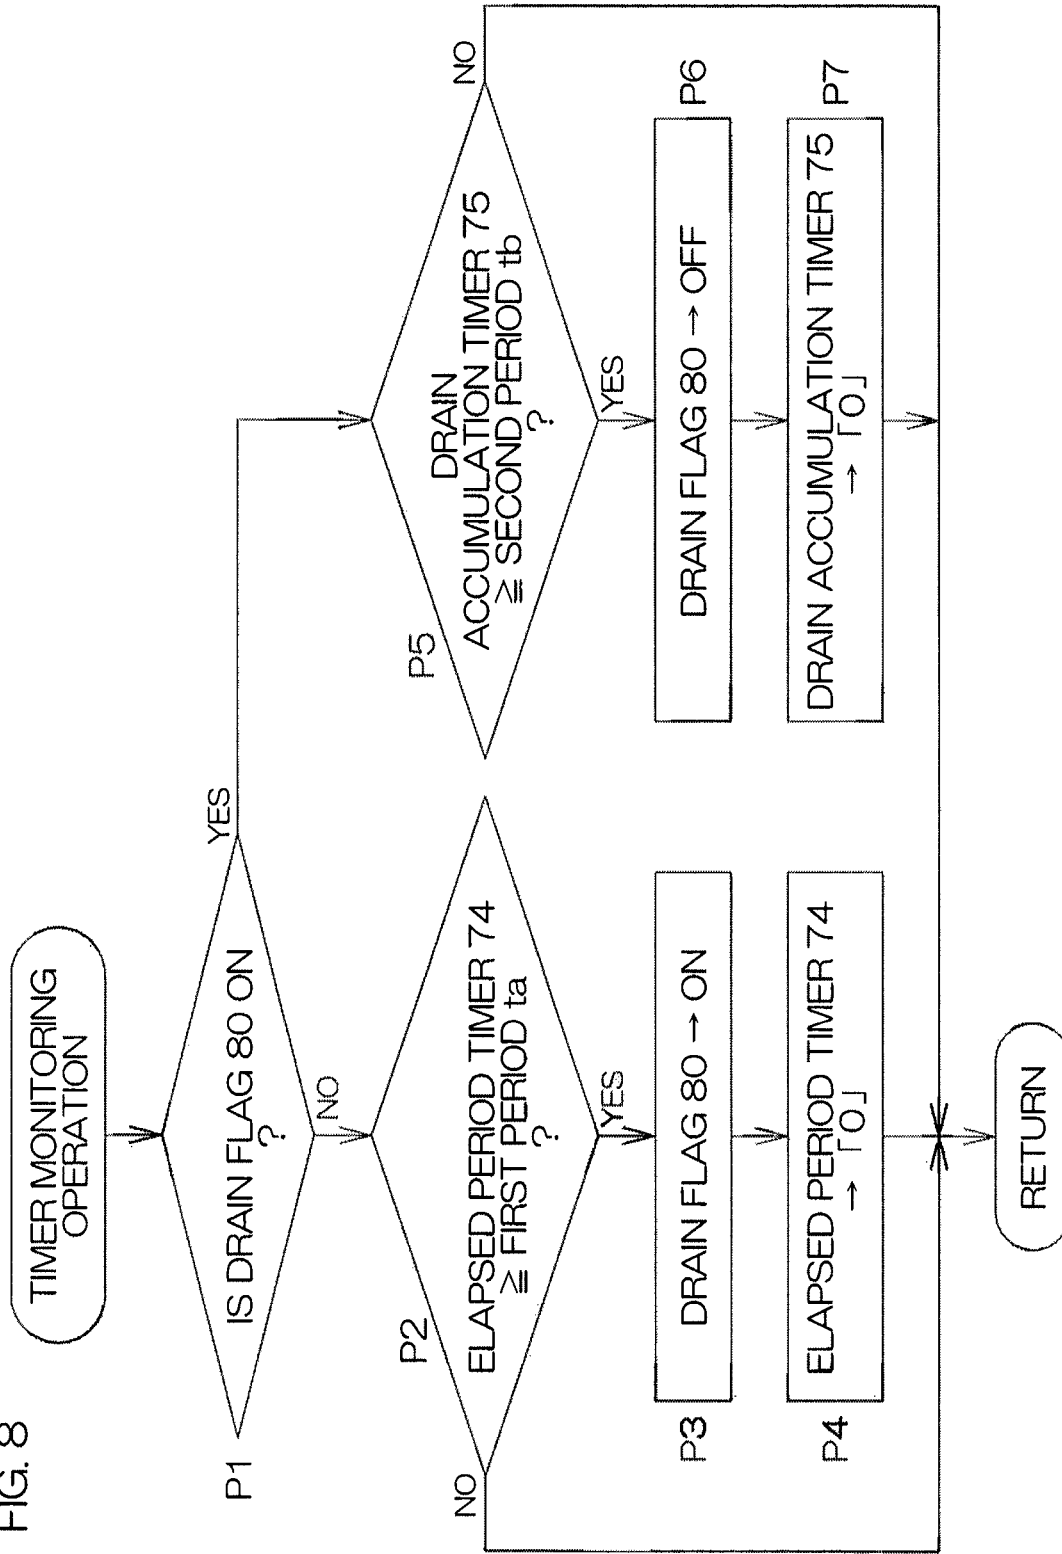 FIG. 8
TIMER MONITORING
OPERATION
P1
IS DRAIN FLAG 80 ON
?
YES
NO
P2
ELAPSED PERIOD TIMER 74
≧ FIRST PERIOD ta
?
NO
YES
P3
DRAIN FLAG 80 → ON
P4
ELAPSED PERIOD TIMER 74
→ 「0」
P5
DRAIN
ACCUMULATION TIMER 75
≧ SECOND PERIOD tb
?
NO
YES
DRAIN FLAG 80 → OFF
P6
DRAIN ACCUMULATION TIMER 75
→ 「0」
P7
RETURN